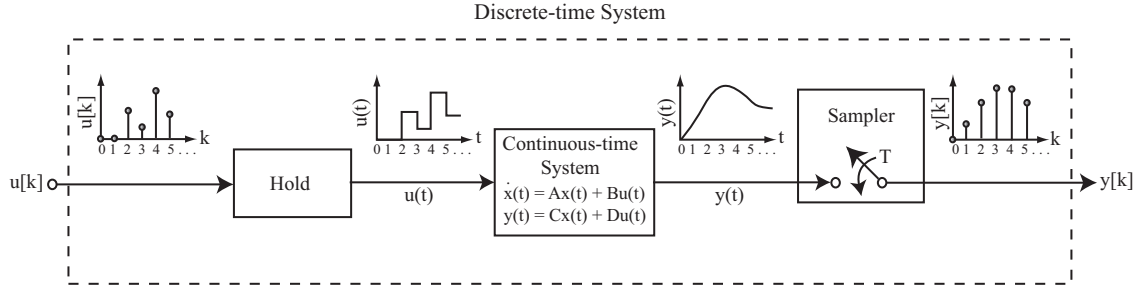 Discrete-time System
u[k]
k
0 1 2 3 4 5 . . .
u(t)
t
0 1 2 3 4 5 . . .
y(t)
t
0 1 2 3 4 5 . . .
Sampler
T
y[k]
k
0 1 2 3 4 5 . . .
u[k]
Hold
u(t)
Continuous-time
System
ẋ(t) = Ax(t) + Bu(t)
y(t) = Cx(t) + Du(t)
y(t)
y[k]